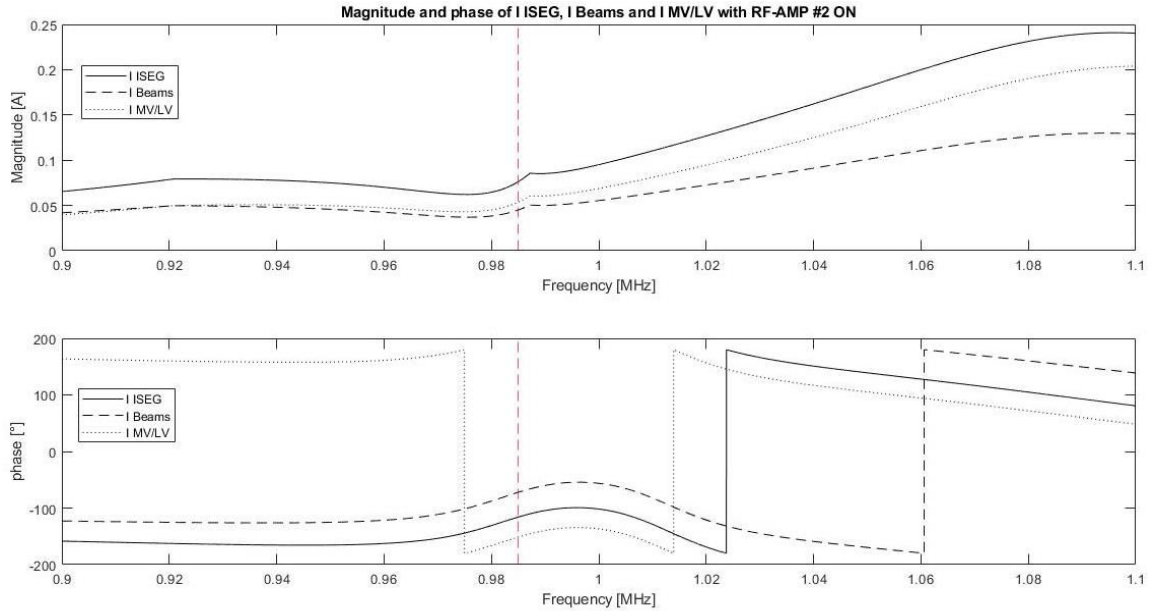 Magnitude and phase of I ISEG, I Beams and I MV/LV with RF-AMP #2 ON
0.25
0.2
0.15
0.1
0.05
0
Magnitude [A]
I ISEG
I Beams
I MV/LV
0.9 0.92 0.94 0.96 0.98 1 1.02 1.04 1.06 1.08 1.1
Frequency [MHz]
200
100
0
-100
-200
phase [°]
I ISEG
I Beams
I MV/LV
0.9 0.92 0.94 0.96 0.98 1 1.02 1.04 1.06 1.08 1.1
Frequency [MHz]